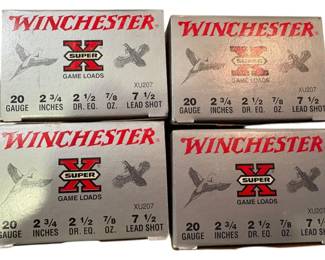 WINCHESTER
SUPER X
GAME LOADS
XU207
20 2 3/4 2 1/2 7/8 7 1/2
GAUGE INCHES DR. EQ. OZ. LEAD SHOT
WINCHESTER
SUPER X
GAME LOADS
XU207
20 2 3/4 2 1/2 7/8 7 1/2
GAUGE INCHES DR. EQ. OZ. LEAD SHOT
WINCHESTER
SUPER X
GAME LOADS
XU207
20 2 3/4 2 1/2 7/8 7 1/2
GAUGE INCHES DR. EQ. OZ. LEAD SHOT
WINCHESTER
SUPER X
GAME LOADS
XU207
20 2 3/4 2 1/2 7/8 7 1/2
GAUGE INCHES DR. EQ. OZ. LEAD SHOT